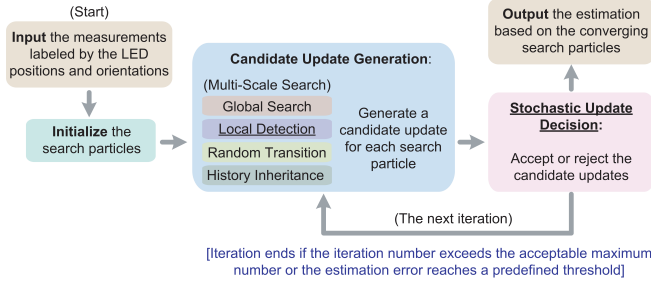 (Start)
Input the measurements
labeled by the LED
positions and orientations
Initialize the
search particles
Candidate Update Generation:
(Multi-Scale Search)
Global Search
Local Detection
Random Transition
History Inheritance
Generate a
candidate update
for each search
particle
Output the estimation
based on the converging
search particles
Stochastic Update
Decision:
Accept or reject the
candidate updates
(The next iteration)
[Iteration ends if the iteration number exceeds the acceptable maximum
number or the estimation error reaches a predefined threshold]